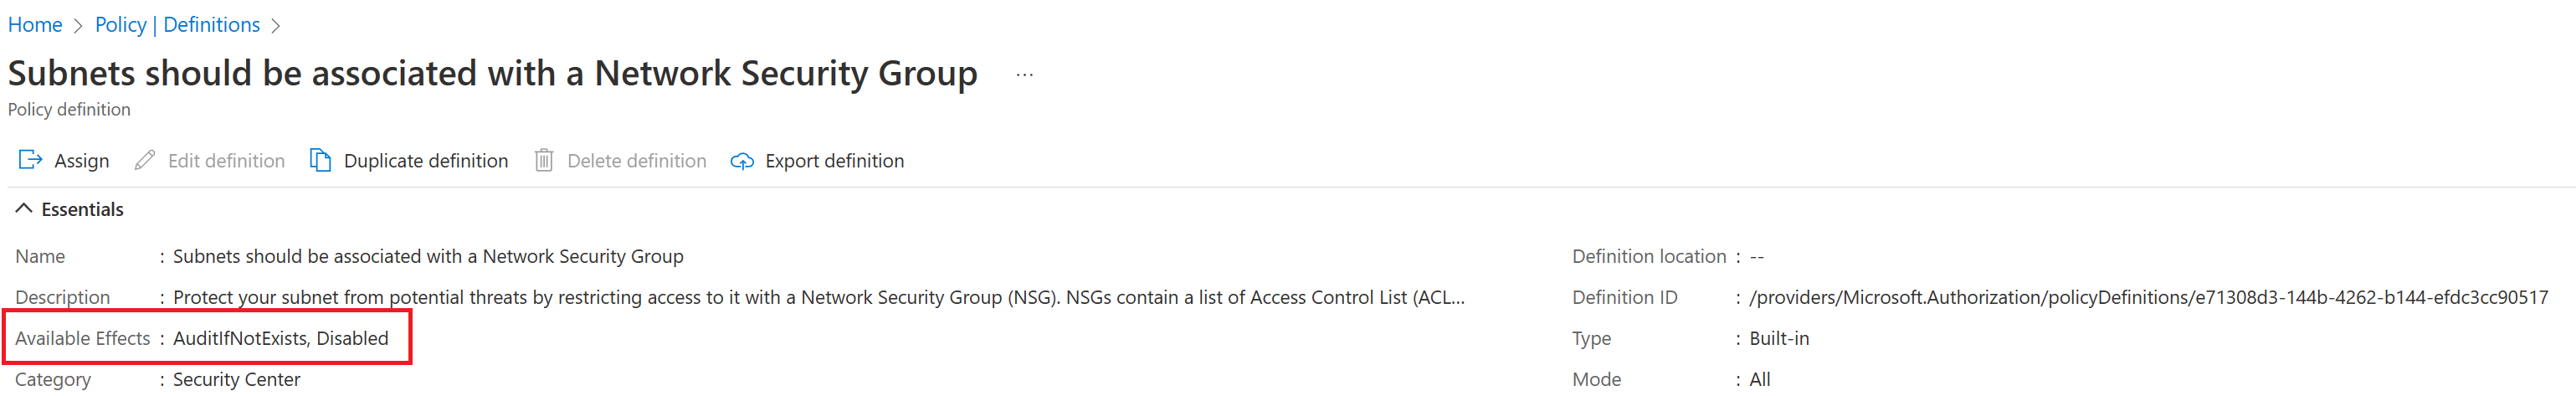 Home > Policy | Definitions >
Subnets should be associated with a Network Security Group ...
Policy definition
Assign Edit definition Duplicate definition Delete definition Export definition
Essentials
Name : Subnets should be associated with a Network Security Group
Definition location : --
Description : Protect your subnet from potential threats by restricting access to it with a Network Security Group (NSG). NSGs contain a list of Access Control List (ACL...
Definition ID : /providers/Microsoft.Authorization/policyDefinitions/e71308d3-144b-4262-b144-efdc3cc90517
Available Effects : AuditIfNotExists, Disabled
Type : Built-in
Category : Security Center
Mode : All